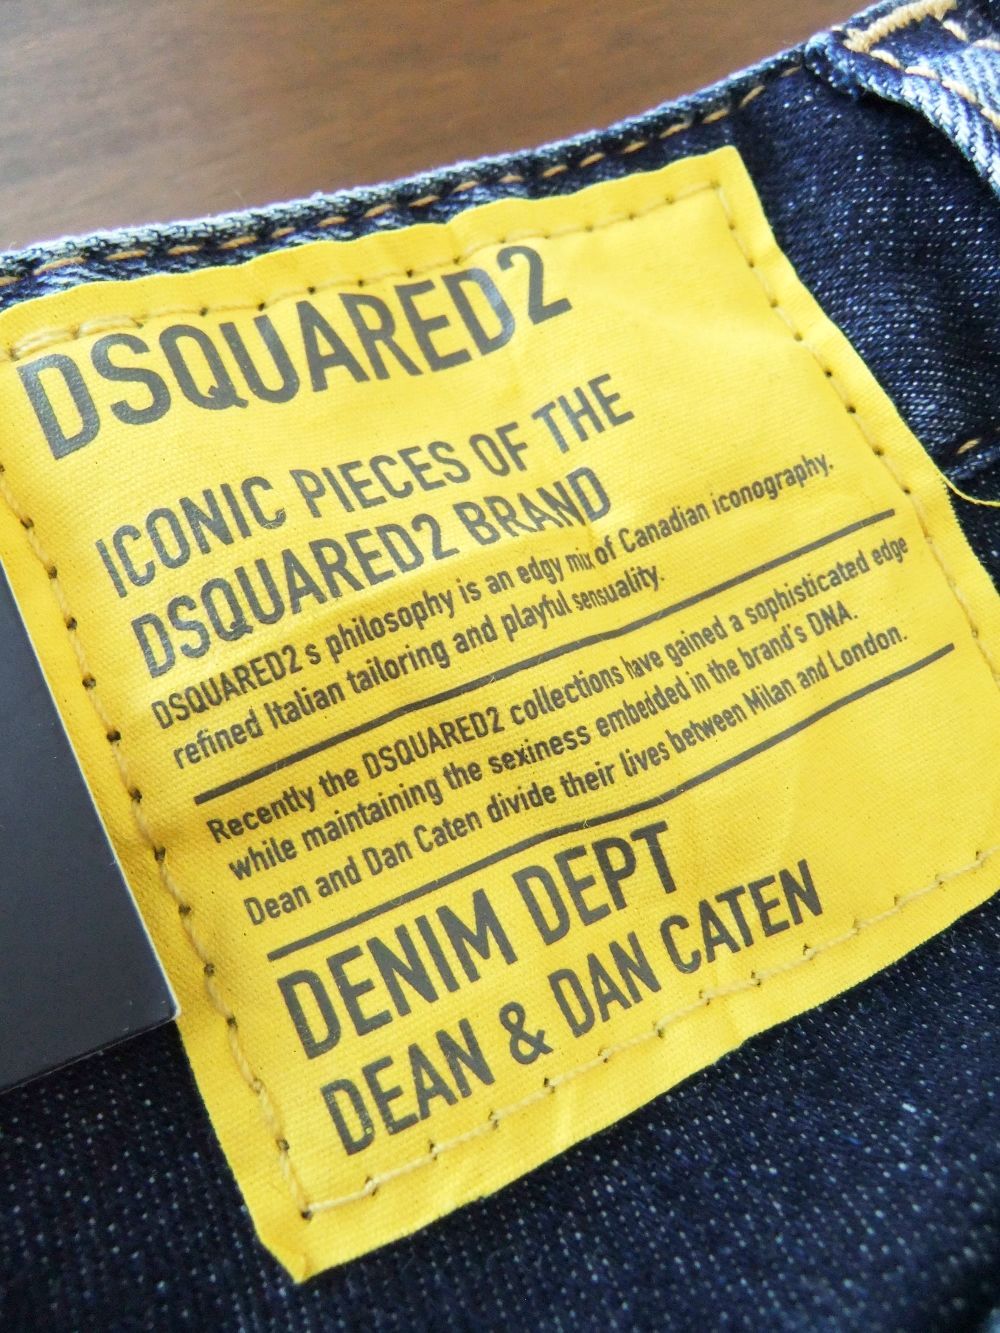 DSQUARED2
ICONIC PIECES OF THE
DSQUARED2 BRAND
DSQUARED2 s philosophy is an edgy mix of Canadian iconography.
refined Italian tailoring and playful sensuality.
Recently the DSQUARED2 collections have gained a sophisticated edge
while maintaining the sexiness embedded in the brand's DNA.
Dean and Dan Caten divide their lives between Milan and London.
DENIM DEPT
DEAN & DAN CATEN